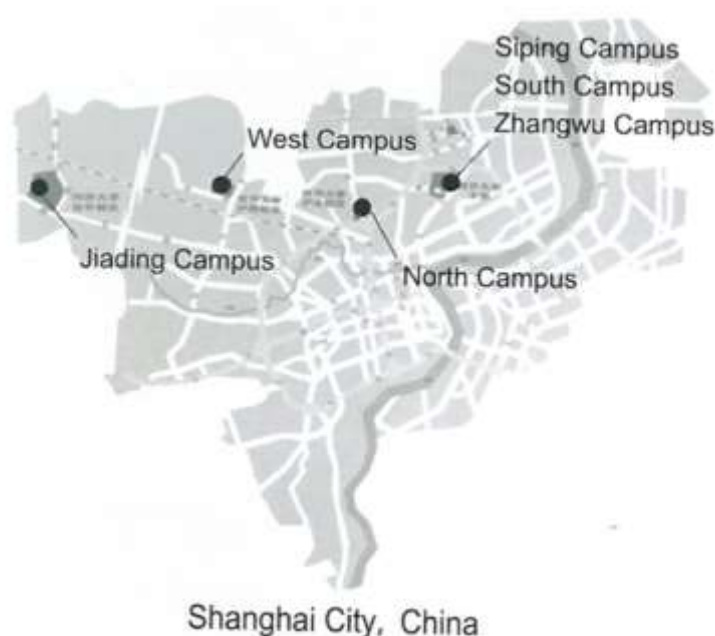 Siping Campus
South Campus
Zhangwu Campus
West Campus
Jiading Campus
North Campus
Shanghai City, China